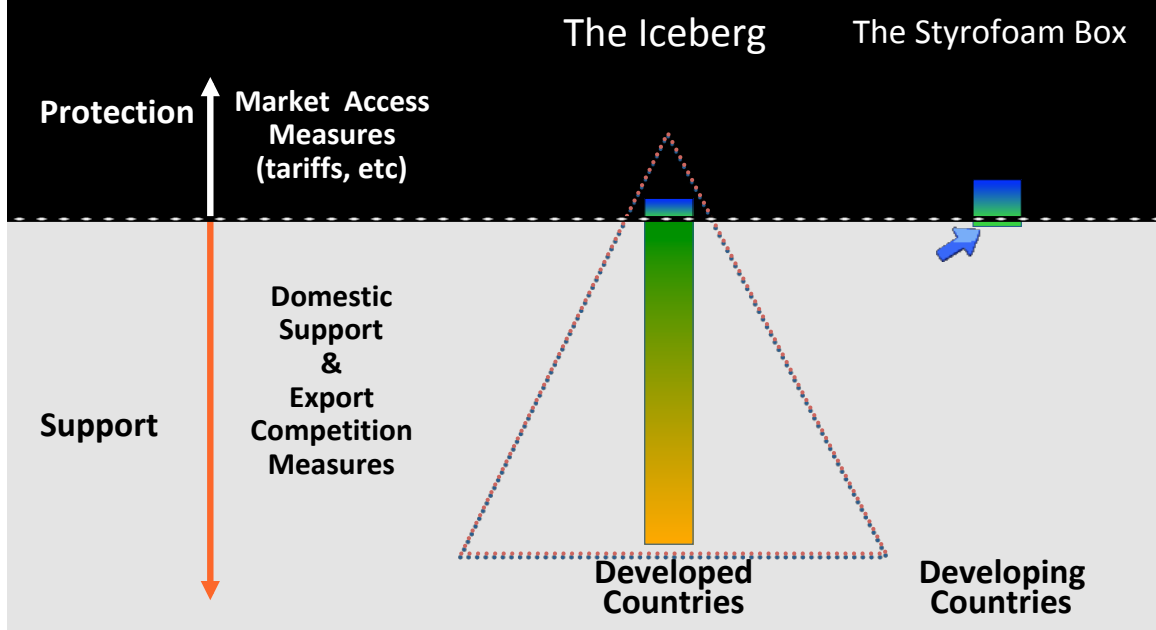 The Iceberg
The Styrofoam Box
Protection
Market Access
Measures
(tariffs, etc)
Domestic
Support
&
Export
Competition
Measures
Support
Developed
Countries
Developing
Countries